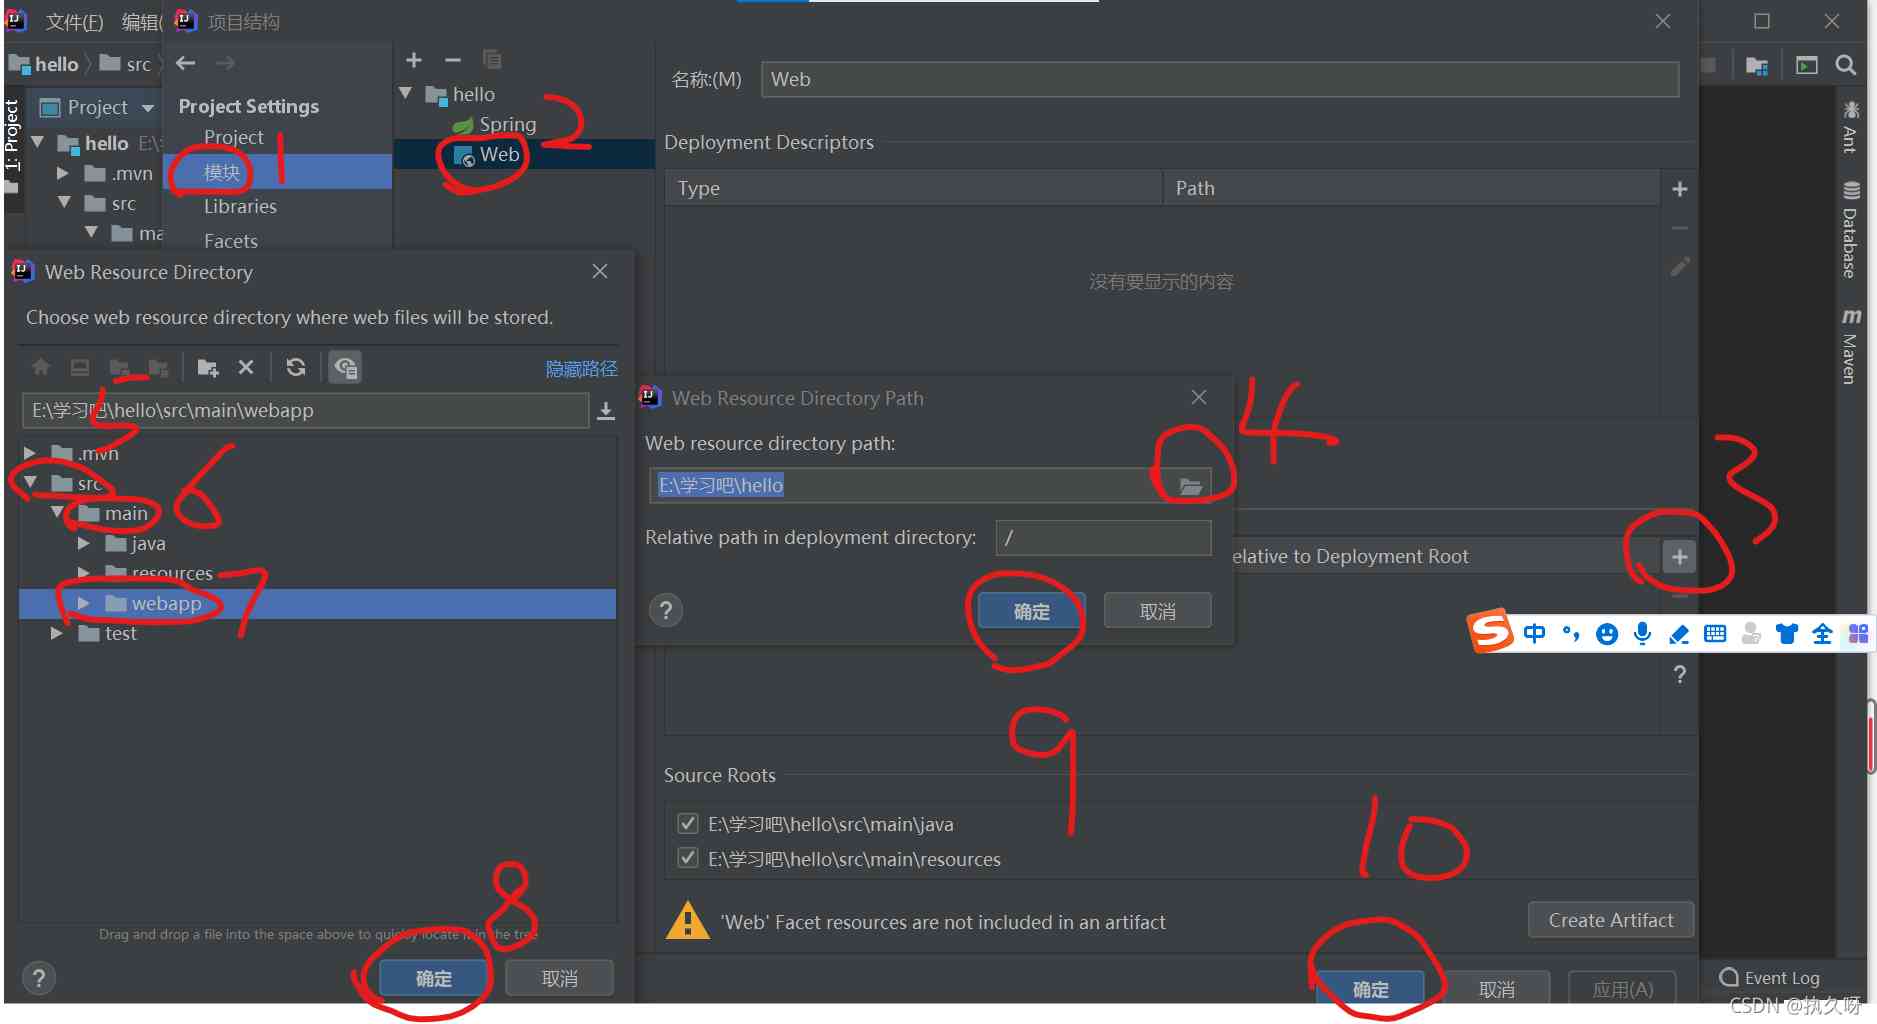 文件(F) 编辑(
项目结构
hello src
Project
1: Project
hello E:\
.mvn
src
ma
Project Settings
Project
模块
Libraries
Facets
1
hello
Spring
Web
2
名称:(M) Web
Deployment Descriptors
Type Path
没有要显示的内容
Ant
Database
m Maven
Web Resource Directory
Choose web resource directory where web files will be stored.
隐藏路径
5
E:\学习吧\hello\src\main\webapp
.mvn
src
6
main
java
resources
webapp
7
test
Drag and drop a file into the space above to quickly locate it in the tree
8
? 确定 取消
Web Resource Directory Path
4
Web resource directory path:
E:\学习吧\hello
Relative path in deployment directory: /
? 确定 取消
9
3
elative to Deployment Root
中 °, 全
?
Source Roots
E:\学习吧\hello\src\main\java
E:\学习吧\hello\src\main\resources
10
'Web' Facet resources are not included in an artifact
Create Artifact
确定 取消 应用(A)
Event Log
CSDN @执久呀